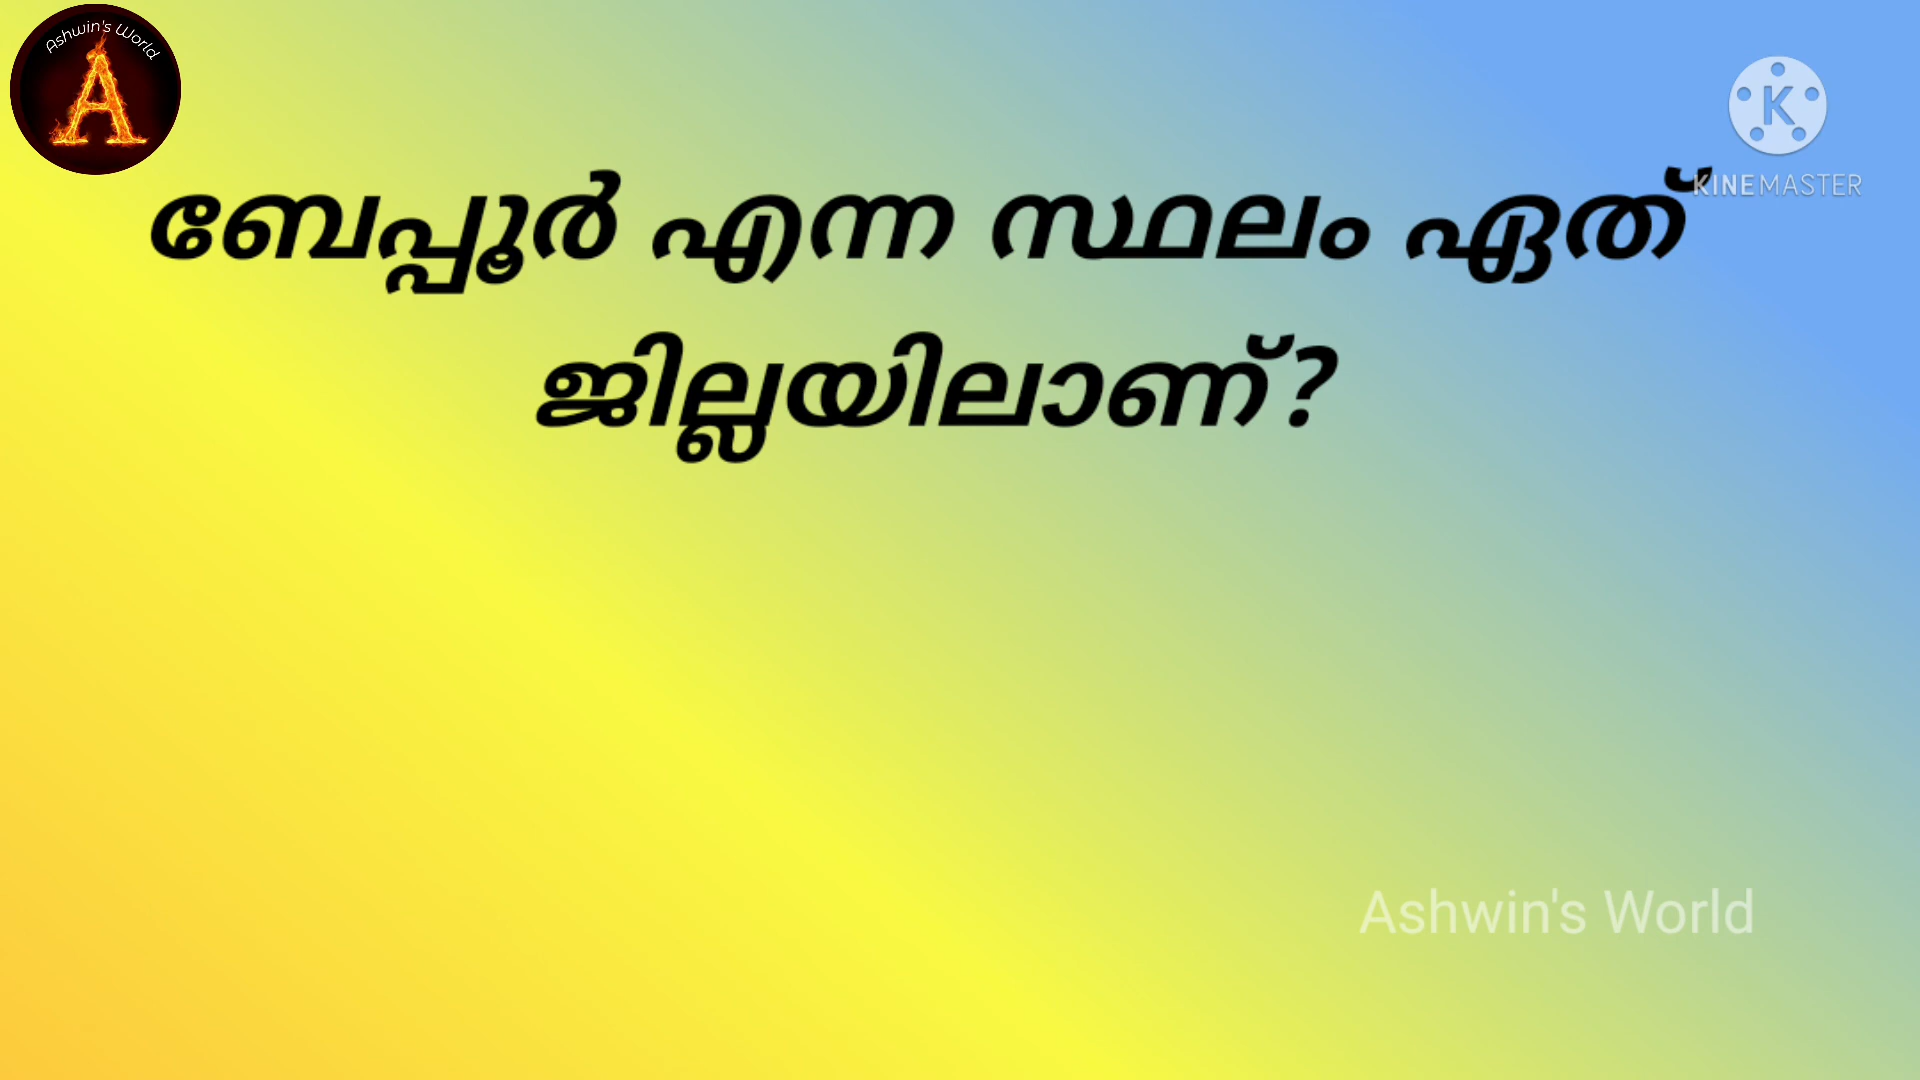 Ashwin's World
A
K
KINEMASTER
ബേപ്പൂർ എന്ന സ്ഥലം ഏത്
ജില്ലയിലാണ്?
Ashwin's World